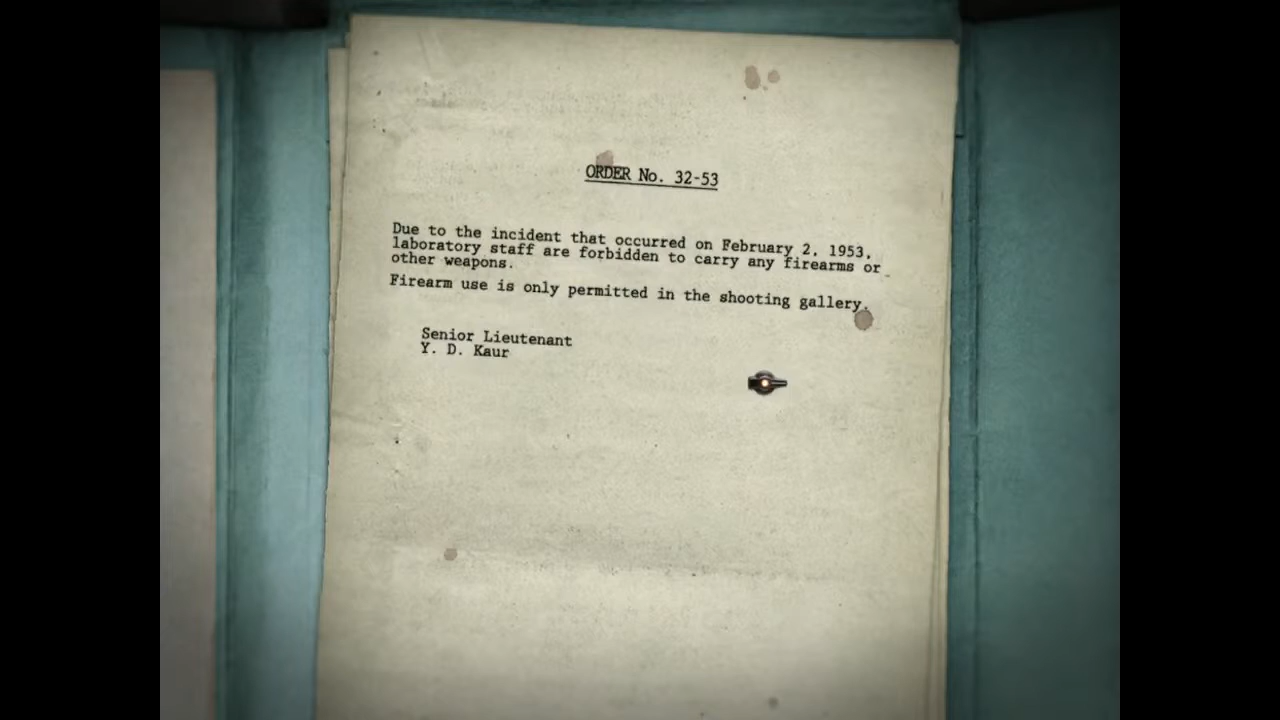 ORDER No. 32-53
Due to the incident that occurred on February 2, 1953,
laboratory staff are forbidden to carry any firearms or
other weapons.
Firearm use is only permitted in the shooting gallery.
Senior Lieutenant
Y. D. Kaur